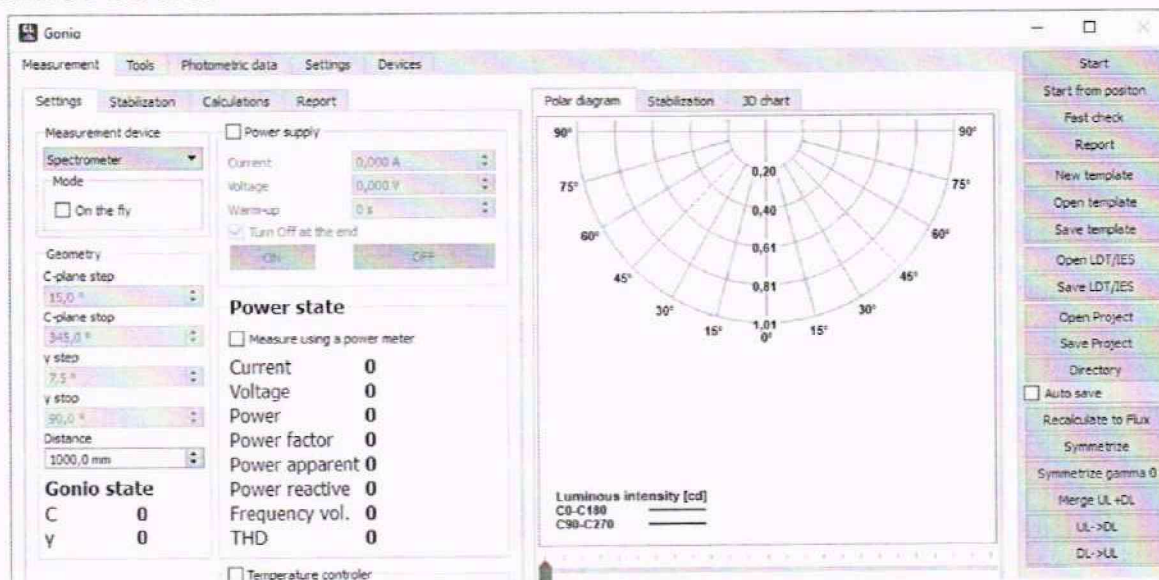 GL
Gonio
Measurement Tools Photometric data Settings Devices
Settings Stabilization Calculations Report
Measurement device
Spectrometer
Mode
On the fly
Geometry
C-plane step
15,0 °
C-plane stop
345,0 °
γ step
7,5 °
γ stop
90,0 °
Distance
1000,0 mm
Gonio state
C 0
γ 0
Power supply
Current 0,000 A
Voltage 0,000 V
Warm-up 0 s
Turn Off at the end
ON OFF
Power state
Measure using a power meter
Current 0
Voltage 0
Power 0
Power factor 0
Power apparent 0
Power reactive 0
Frequency vol. 0
THD 0
Temperature controler
Polar diagram Stabilization 3D chart
90° 90°
0,20
75° 75°
0,40
60° 60°
0,61
45° 45°
0,81
30° 30°
15° 1,01 15°
0°
Luminous intensity [cd]
C0-C180
C90-C270
Start
Start from positon
Fast check
Report
New template
Open template
Save template
Open LDT/IES
Save LDT/IES
Open Project
Save Project
Directory
Auto save
Recalculate to Flux
Symmetrize
Symmetrize gamma 0
Merge UL+DL
UL->DL
DL->UL